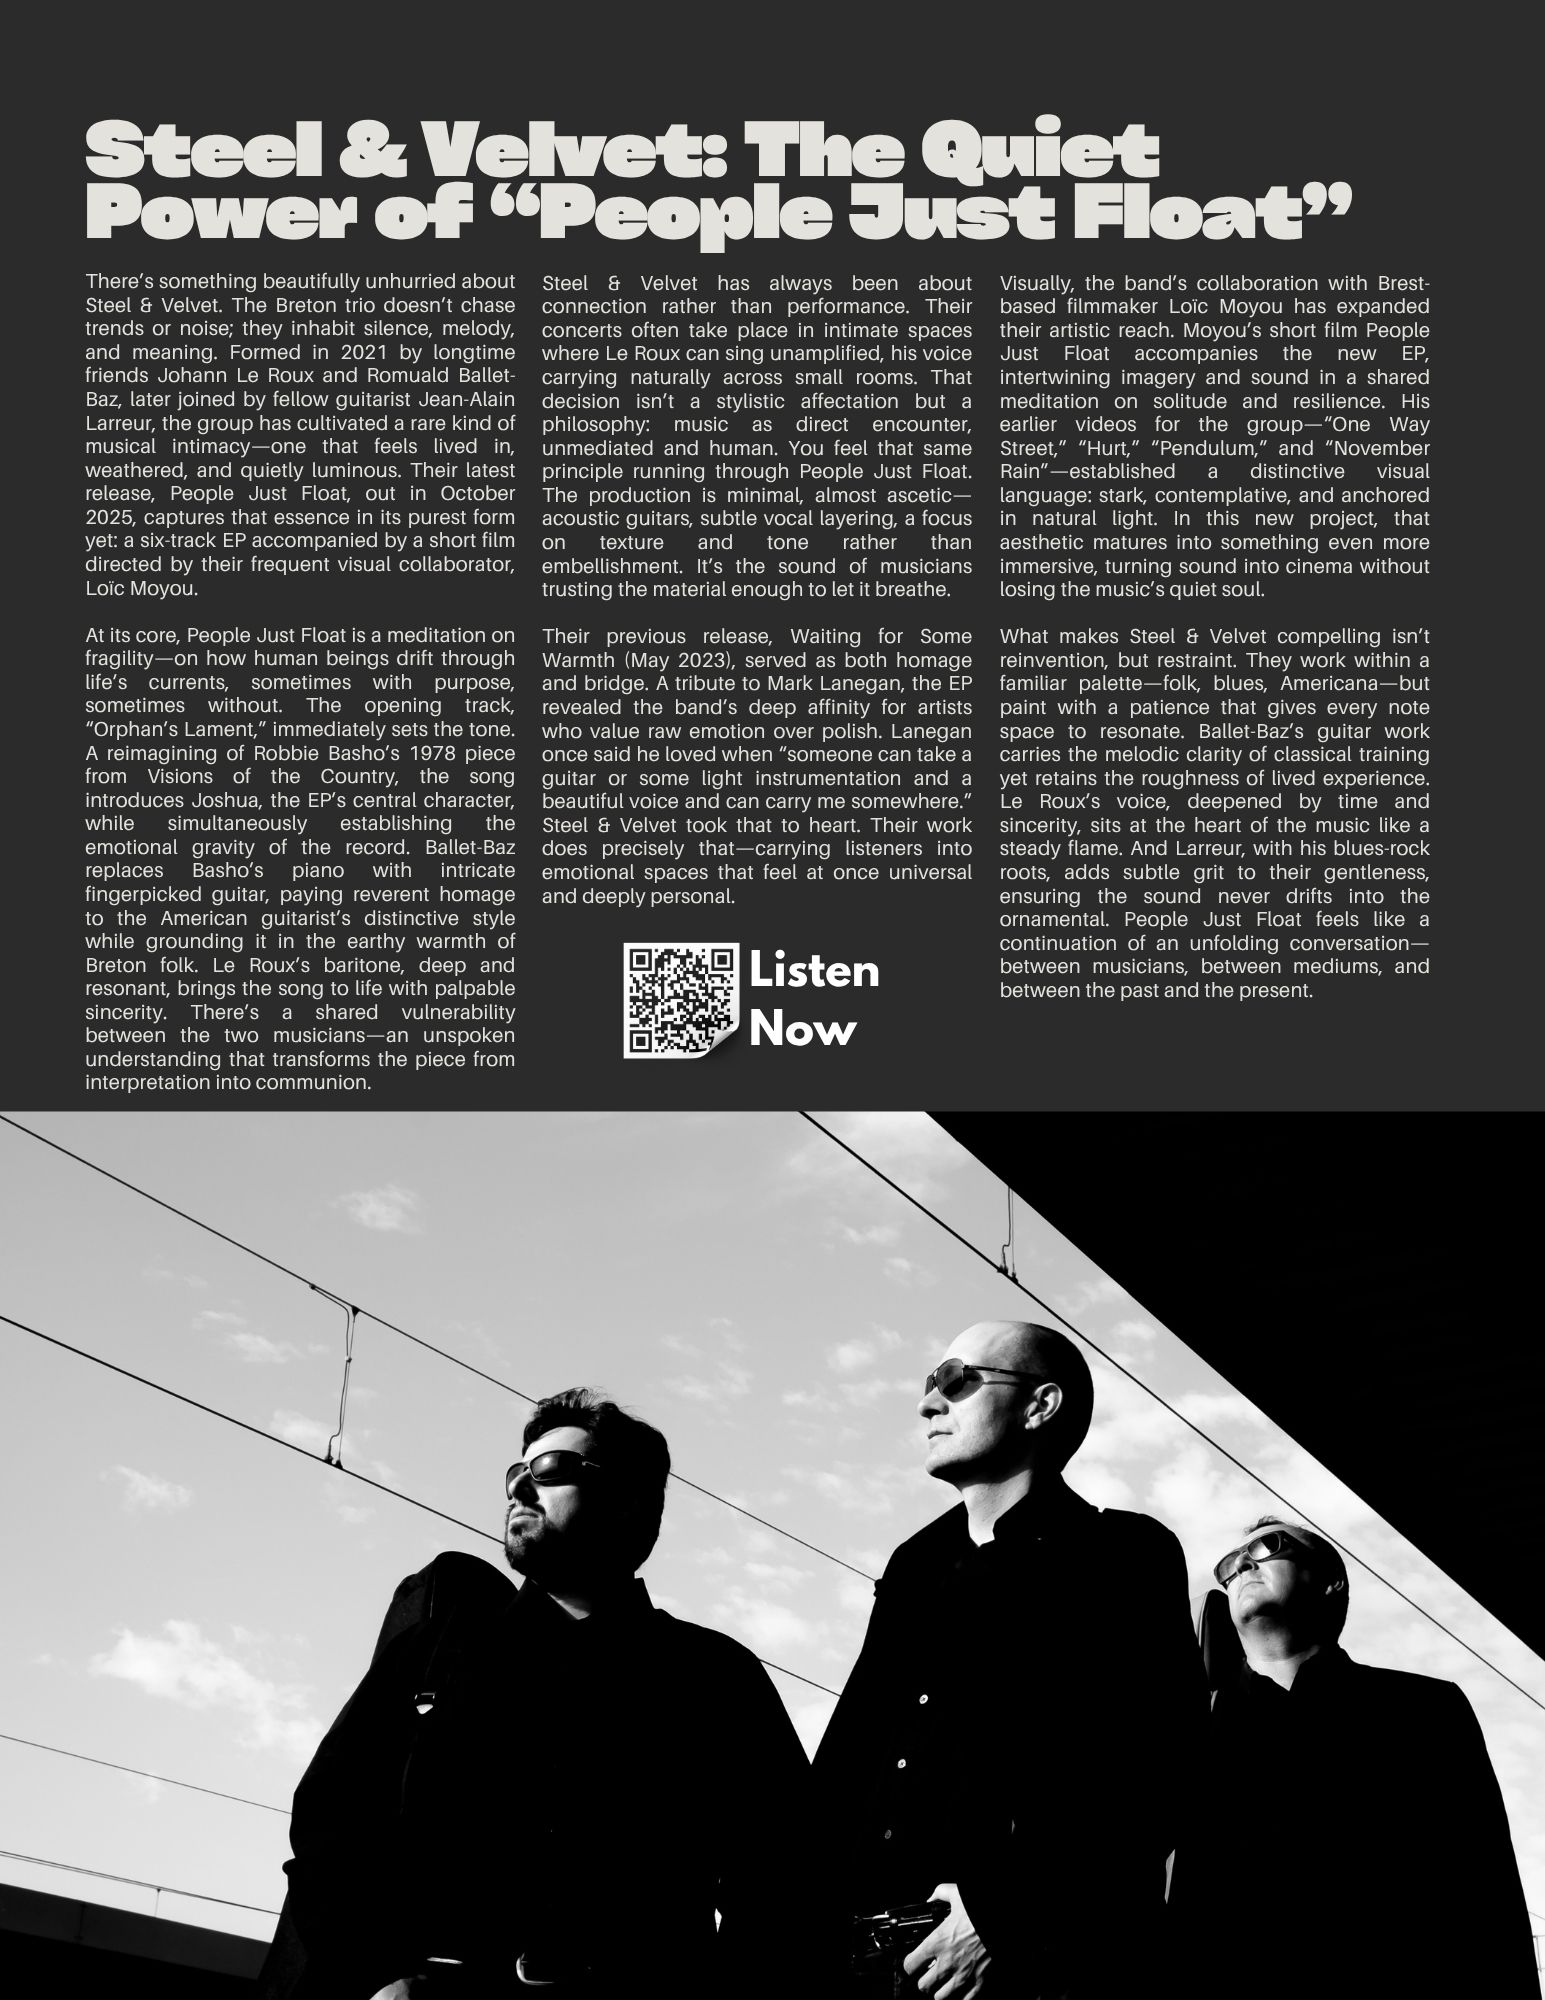 Steel & Velvet: The Quiet
Power of “People Just Float”
There’s something beautifully unhurried about
Steel & Velvet. The Breton trio doesn’t chase
trends or noise; they inhabit silence, melody,
and meaning. Formed in 2021 by longtime
friends Johann Le Roux and Romuald Ballet-
Baz, later joined by fellow guitarist Jean-Alain
Larreur, the group has cultivated a rare kind of
musical intimacy—one that feels lived in,
weathered, and quietly luminous. Their latest
release, People Just Float, out in October
2025, captures that essence in its purest form
yet: a six-track EP accompanied by a short film
directed by their frequent visual collaborator,
Loïc Moyou.
At its core, People Just Float is a meditation on
fragility—on how human beings drift through
life’s currents, sometimes with purpose,
sometimes without. The opening track,
“Orphan’s Lament,” immediately sets the tone.
A reimagining of Robbie Basho’s 1978 piece
from Visions of the Country, the song
introduces Joshua, the EP’s central character,
while simultaneously establishing the
emotional gravity of the record. Ballet-Baz
replaces Basho’s piano with intricate
fingerpicked guitar, paying reverent homage
to the American guitarist’s distinctive style
while grounding it in the earthy warmth of
Breton folk. Le Roux’s baritone, deep and
resonant, brings the song to life with palpable
sincerity. There’s a shared vulnerability
between the two musicians—an unspoken
understanding that transforms the piece from
interpretation into communion.
Steel & Velvet has always been about
connection rather than performance. Their
concerts often take place in intimate spaces
where Le Roux can sing unamplified, his voice
carrying naturally across small rooms. That
decision isn’t a stylistic affectation but a
philosophy: music as direct encounter,
unmediated and human. You feel that same
principle running through People Just Float.
The production is minimal, almost ascetic—
acoustic guitars, subtle vocal layering, a focus
on texture and tone rather than
embellishment. It’s the sound of musicians
trusting the material enough to let it breathe.
Their previous release, Waiting for Some
Warmth (May 2023), served as both homage
and bridge. A tribute to Mark Lanegan, the EP
revealed the band’s deep affinity for artists
who value raw emotion over polish. Lanegan
once said he loved when “someone can take a
guitar or some light instrumentation and a
beautiful voice and can carry me somewhere.”
Steel & Velvet took that to heart. Their work
does precisely that—carrying listeners into
emotional spaces that feel at once universal
and deeply personal.
Listen
Now
Visually, the band’s collaboration with Brest-
based filmmaker Loïc Moyou has expanded
their artistic reach. Moyou’s short film People
Just Float accompanies the new EP,
intertwining imagery and sound in a shared
meditation on solitude and resilience. His
earlier videos for the group—“One Way
Street,” “Hurt,” “Pendulum,” and “November
Rain”—established a distinctive visual
language: stark, contemplative, and anchored
in natural light. In this new project, that
aesthetic matures into something even more
immersive, turning sound into cinema without
losing the music’s quiet soul.
What makes Steel & Velvet compelling isn’t
reinvention, but restraint. They work within a
familiar palette—folk, blues, Americana—but
paint with a patience that gives every note
space to resonate. Ballet-Baz’s guitar work
carries the melodic clarity of classical training
yet retains the roughness of lived experience.
Le Roux’s voice, deepened by time and
sincerity, sits at the heart of the music like a
steady flame. And Larreur, with his blues-rock
roots, adds subtle grit to their gentleness,
ensuring the sound never drifts into the
ornamental. People Just Float feels like a
continuation of an unfolding conversation—
between musicians, between mediums, and
between the past and the present.